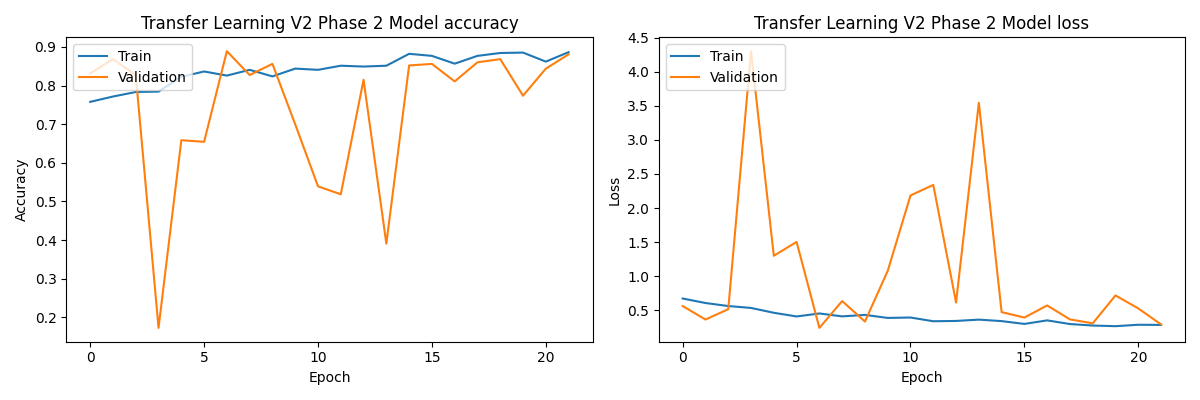 Transfer Learning V2 Phase 2 Model accuracy
Train
Validation
0.9
0.8
0.7
0.6
0.5
0.4
0.3
0.2
Accuracy
0 5 10 15 20
Epoch
Transfer Learning V2 Phase 2 Model loss
Train
Validation
4.5
4.0
3.5
3.0
2.5
2.0
1.5
1.0
0.5
Loss
0 5 10 15 20
Epoch